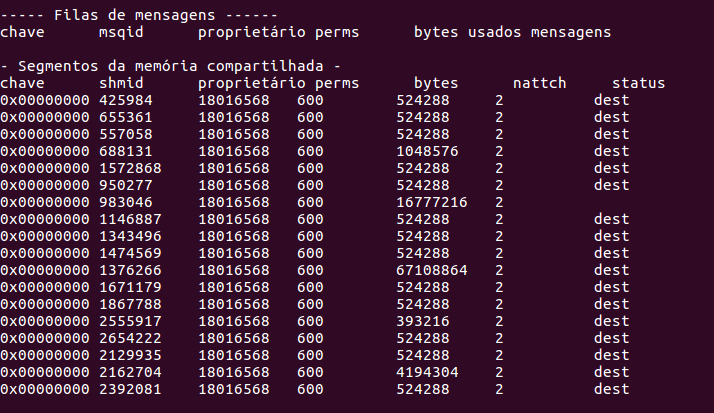 ----- Filas de mensagens ------
chave msqid proprietário perms bytes usados mensagens
- Segmentos da memória compartilhada -
chave shmid proprietário perms bytes nattch status
0x00000000 425984 18016568 600 524288 2 dest
0x00000000 655361 18016568 600 524288 2 dest
0x00000000 557058 18016568 600 524288 2 dest
0x00000000 688131 18016568 600 1048576 2 dest
0x00000000 1572868 18016568 600 524288 2 dest
0x00000000 950277 18016568 600 524288 2 dest
0x00000000 983046 18016568 600 16777216 2
0x00000000 1146887 18016568 600 524288 2 dest
0x00000000 1343496 18016568 600 524288 2 dest
0x00000000 1474569 18016568 600 524288 2 dest
0x00000000 1376266 18016568 600 67108864 2 dest
0x00000000 1671179 18016568 600 524288 2 dest
0x00000000 1867788 18016568 600 524288 2 dest
0x00000000 2555917 18016568 600 393216 2 dest
0x00000000 2654222 18016568 600 524288 2 dest
0x00000000 2129935 18016568 600 524288 2 dest
0x00000000 2162704 18016568 600 4194304 2 dest
0x00000000 2392081 18016568 600 524288 2 dest